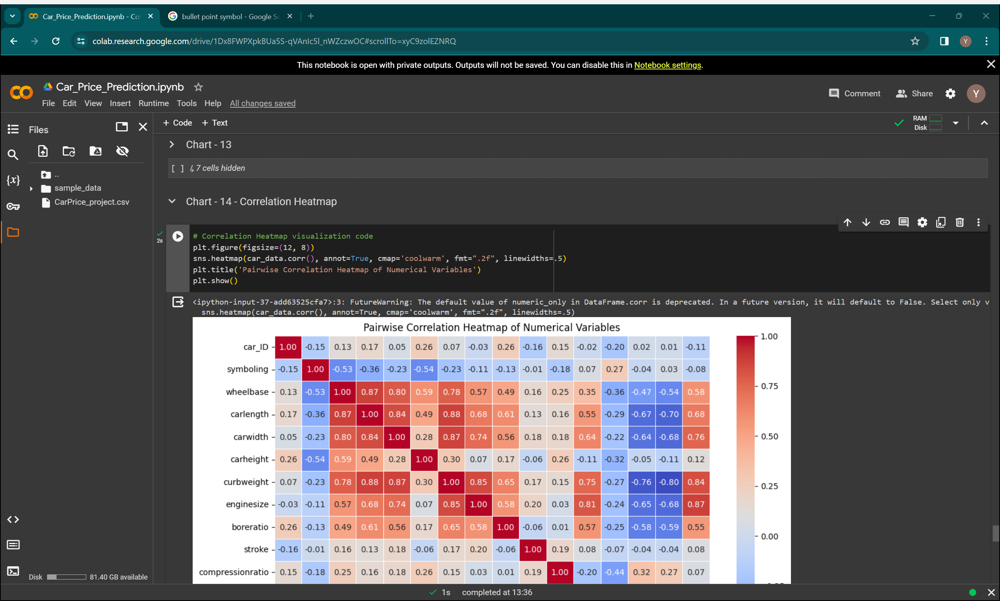 Car_Price_Prediction.ipynb - Co
bullet point symbol - Google Se
colab.research.google.com/drive/1Dx8FWPXpkBUa5S-qVAnIc5l_nWZczwOC#scrollTo=xyC9zolEZNRQ
Y
This notebook is open with private outputs. Outputs will not be saved. You can disable this in Notebook settings.
Car_Price_Prediction.ipynb
File Edit View Insert Runtime Tools Help All changes saved
Comment Share Y
Files
+ Code + Text
RAM
Disk
Chart - 13
[ ] 7 cells hidden
..
sample_data
CarPrice_project.csv
Chart - 14 - Correlation Heatmap
2s
# Correlation Heatmap visualization code
plt.figure(figsize=(12, 8))
sns.heatmap(car_data.corr(), annot=True, cmap='coolwarm', fmt=".2f", linewidths=.5)
plt.title('Pairwise Correlation Heatmap of Numerical Variables')
plt.show()
<ipython-input-37-add63525cfa7>:3: FutureWarning: The default value of numeric_only in DataFrame.corr is deprecated. In a future version, it will default to False. Select only v
sns.heatmap(car_data.corr(), annot=True, cmap='coolwarm', fmt=".2f", linewidths=.5)
Pairwise Correlation Heatmap of Numerical Variables
car_ID 1.00 -0.15 0.13 0.17 0.05 0.26 0.07 -0.03 0.26 -0.16 0.15 -0.02 -0.20 0.02 0.01 -0.11
symboling -0.15 1.00 -0.53 -0.36 -0.23 -0.54 -0.23 -0.11 -0.13 -0.01 -0.18 0.07 0.27 -0.04 0.03 -0.08
wheelbase 0.13 -0.53 1.00 0.87 0.80 0.59 0.78 0.57 0.49 0.16 0.25 0.35 -0.36 -0.47 -0.54 0.58
carlength 0.17 -0.36 0.87 1.00 0.84 0.49 0.88 0.68 0.61 0.13 0.16 0.55 -0.29 -0.67 -0.70 0.68
carwidth 0.05 -0.23 0.80 0.84 1.00 0.28 0.87 0.74 0.56 0.18 0.18 0.64 -0.22 -0.64 -0.68 0.76
carheight 0.26 -0.54 0.59 0.49 0.28 1.00 0.30 0.07 0.17 -0.06 0.26 -0.11 -0.32 -0.05 -0.11 0.12
curbweight 0.07 -0.23 0.78 0.88 0.87 0.30 1.00 0.85 0.65 0.17 0.15 0.75 -0.27 -0.76 -0.80 0.84
enginesize -0.03 -0.11 0.57 0.68 0.74 0.07 0.85 1.00 0.58 0.20 0.03 0.81 -0.24 -0.65 -0.68 0.87
boreratio 0.26 -0.13 0.49 0.61 0.56 0.17 0.65 0.58 1.00 -0.06 0.01 0.57 -0.25 -0.58 -0.59 0.55
stroke -0.16 -0.01 0.16 0.13 0.18 -0.06 0.17 0.20 -0.06 1.00 0.19 0.08 -0.07 -0.04 -0.04 0.08
compressionratio 0.15 -0.18 0.25 0.16 0.18 0.26 0.15 0.03 0.01 0.19 1.00 -0.20 -0.44 0.32 0.27 0.07
1.00
0.75
0.50
0.25
0.00
Disk 81.40 GB available
1s completed at 13:36